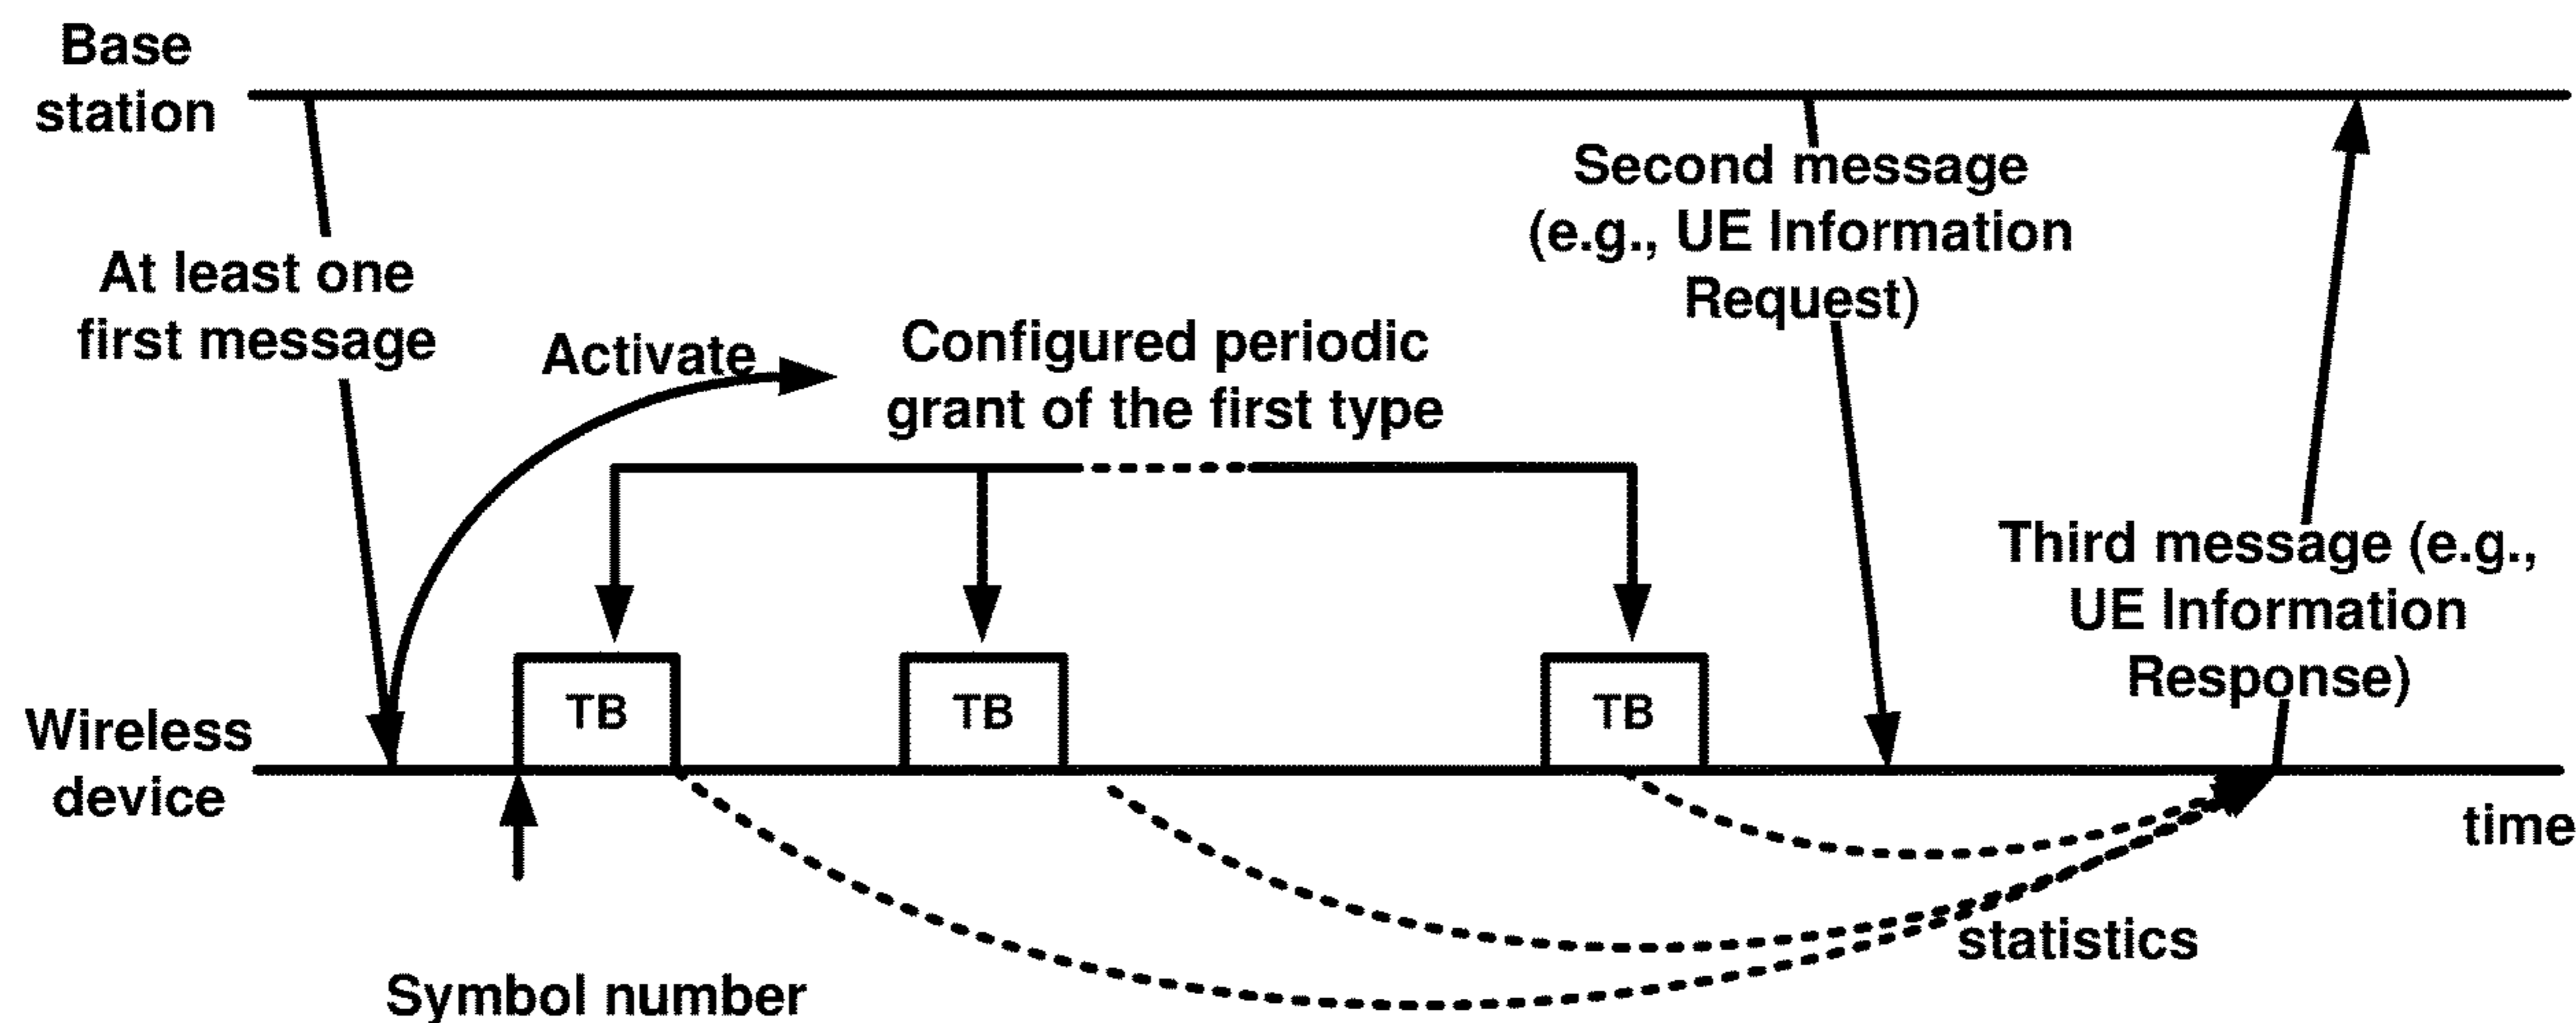 Base
station
At least one
first message
Activate
Configured periodic
grant of the first type
Second message
(e.g., UE Information
Request)
Third message (e.g.,
UE Information
Response)
TB
TB
TB
Wireless
device
time
statistics
Symbol number